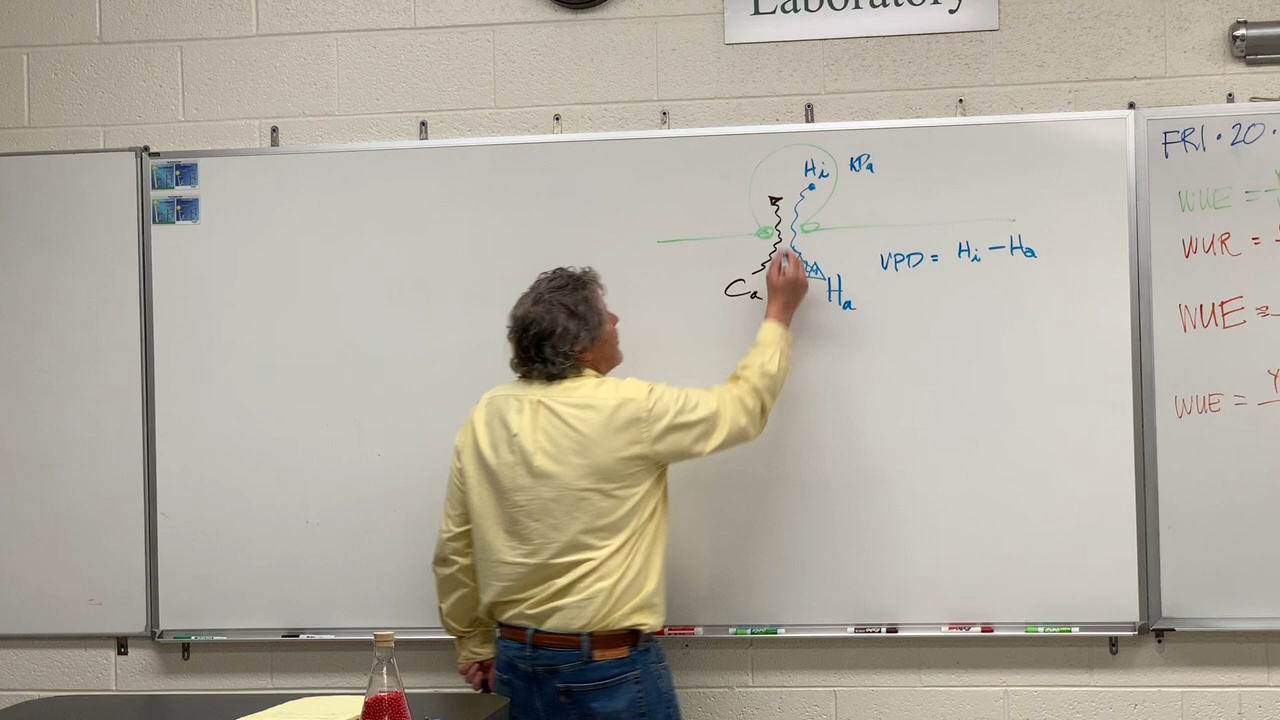 Laboratory
Hi KPa
VPD = Hi - Ha
Ca
Ha
FRI • 20 •
WUE =
WUR =
WUE =
WUE =